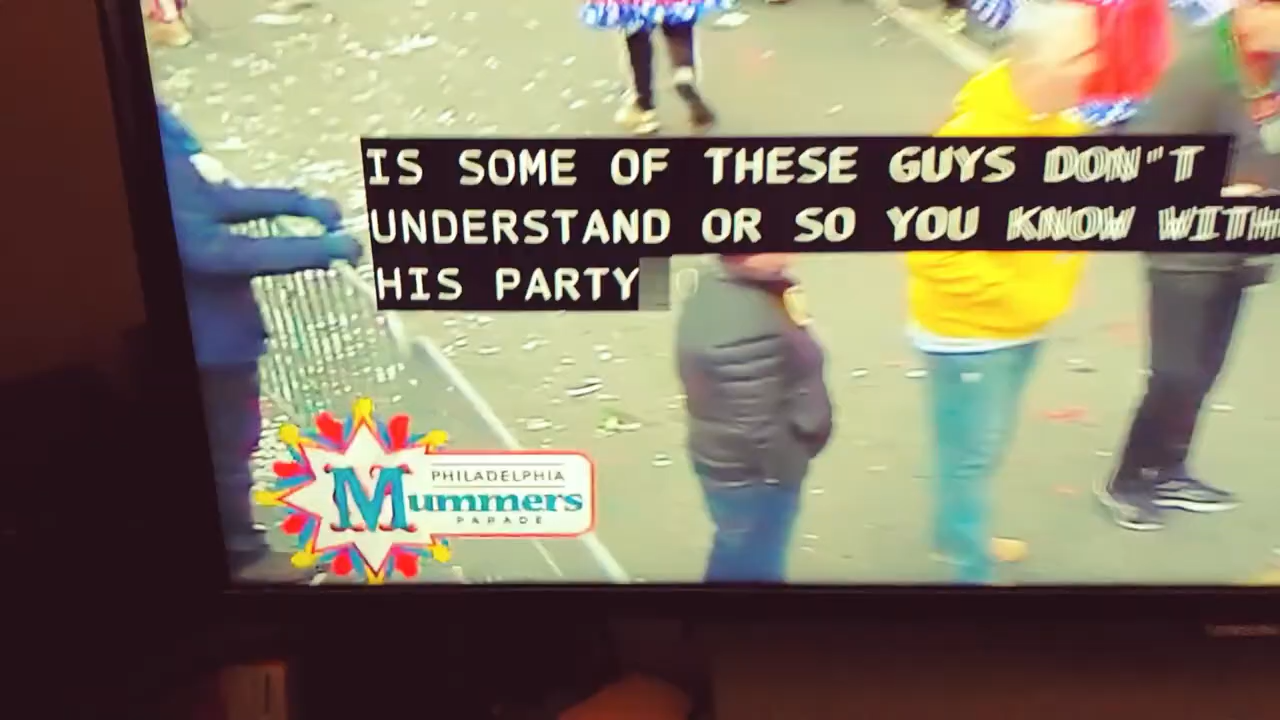 IS SOME OF THESE GUYS DON"T
UNDERSTAND OR SO YOU KNOW WITH
HIS PARTY
PHILADELPHIA
Mummers
PARADE